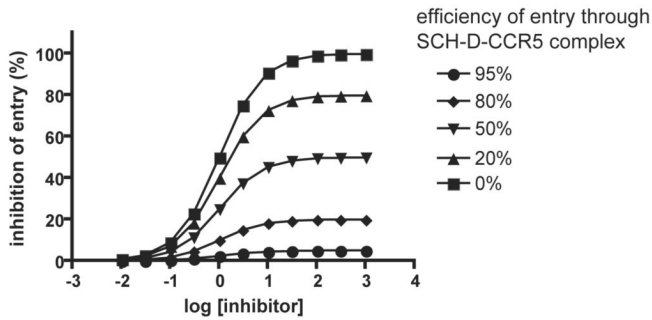 efficiency of entry through
SCH-D-CCR5 complex
95%
80%
50%
20%
0%
inhibition of entry (%)
100
80
60
40
20
0
-3 -2 -1 0 1 2 3 4
log [inhibitor]